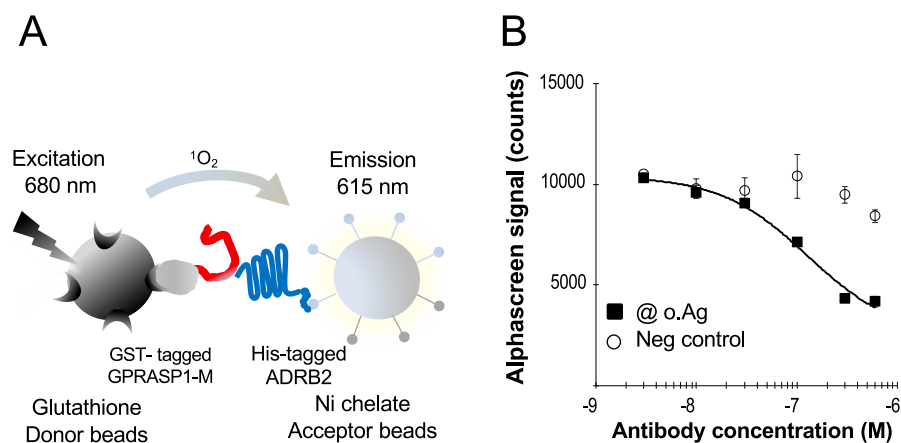 A
Excitation
680 nm
¹O₂
Emission
615 nm
GST- tagged
GPRASP1-M
His-tagged
ADRB2
Glutathione
Donor beads
Ni chelate
Acceptor beads
B
Alphascreen signal (counts)
15000
10000
5000
@ o.Ag
Neg control
-9
-8
-7
-6
Antibody concentration (M)